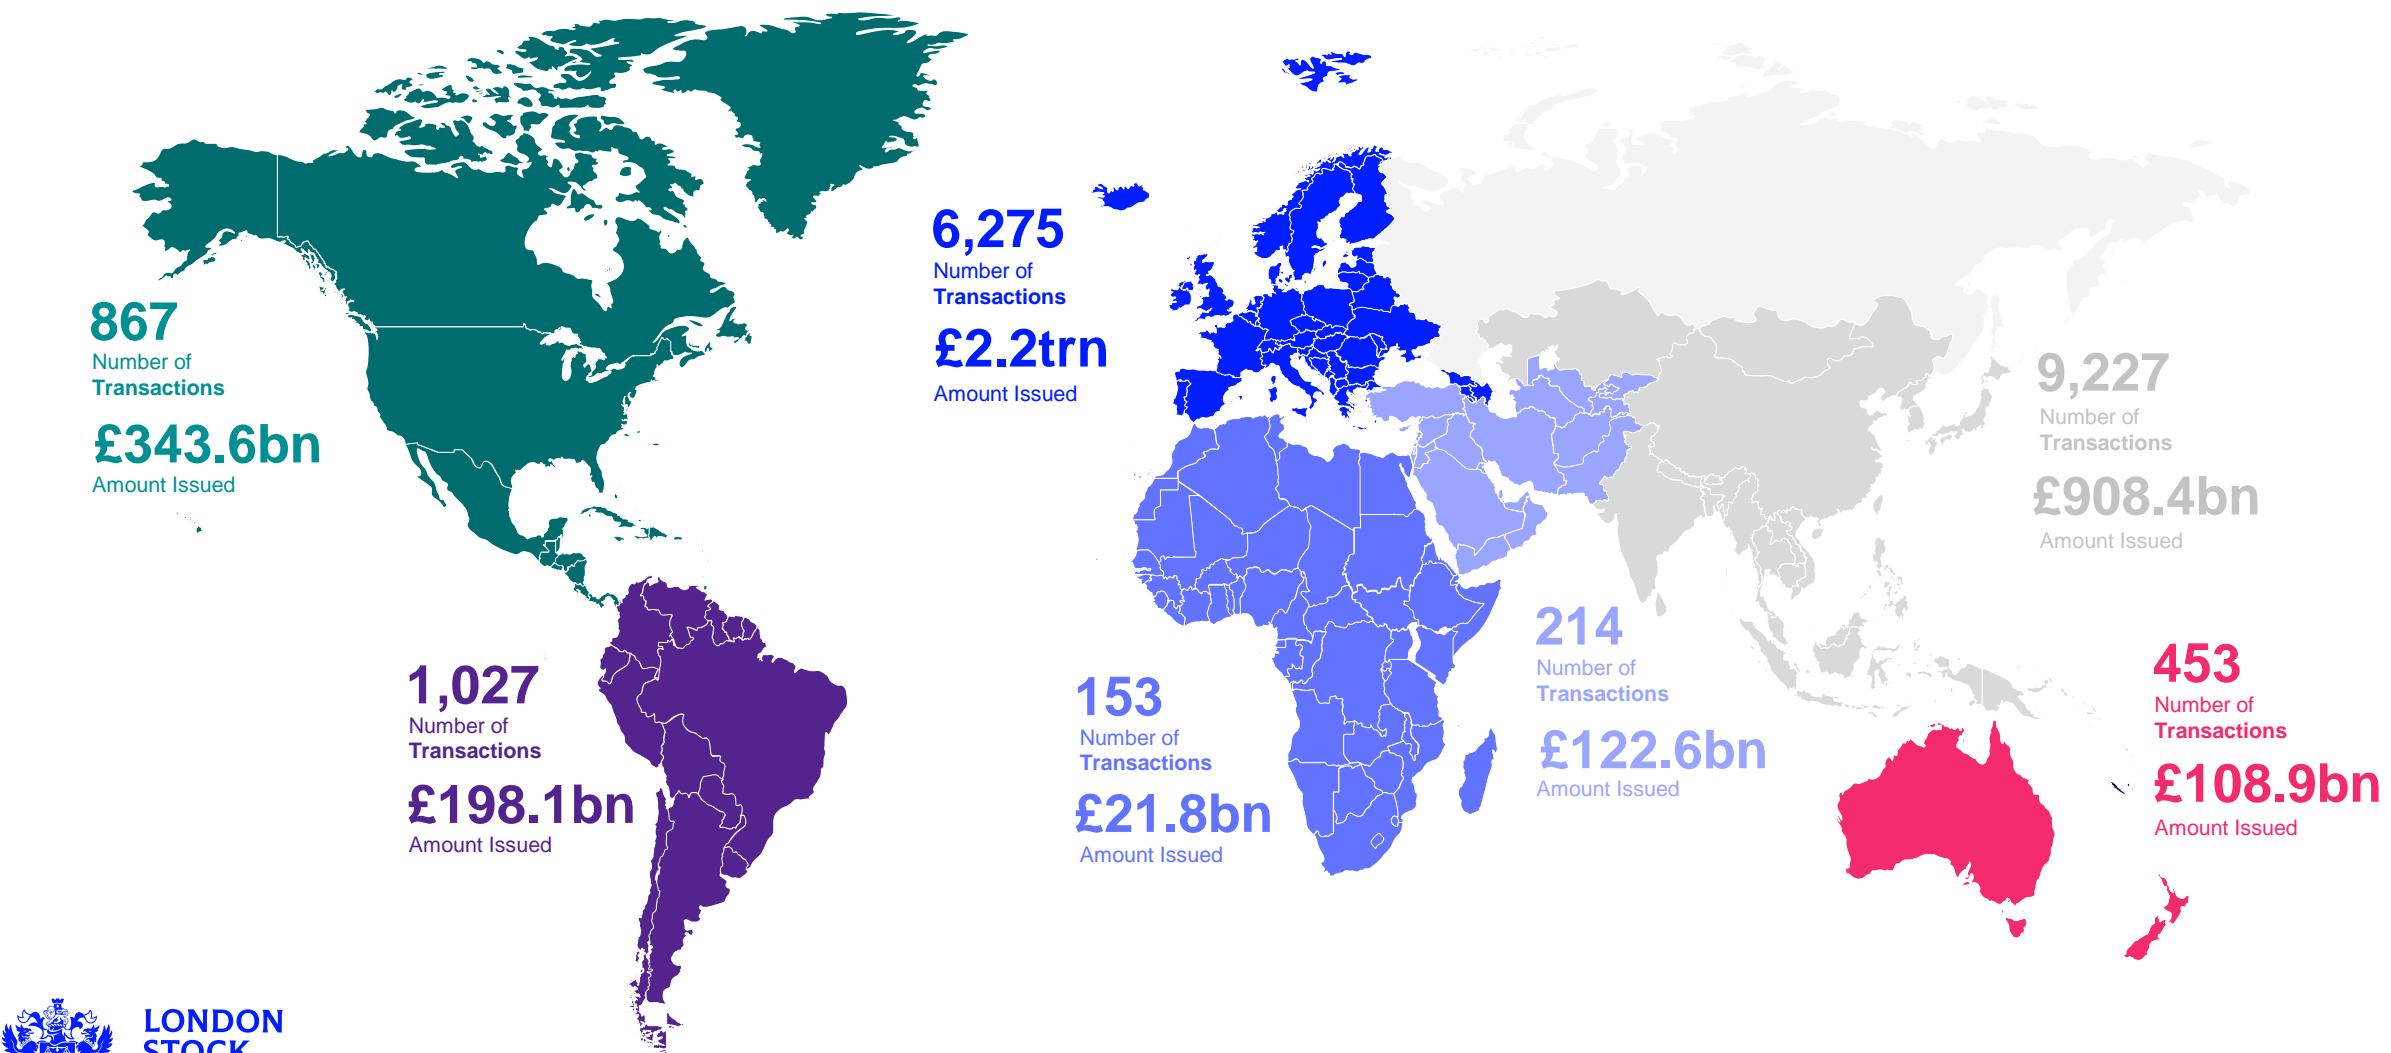 867
Number of
Transactions
£343.6bn
Amount Issued
1,027
Number of
Transactions
£198.1bn
Amount Issued
6,275
Number of
Transactions
£2.2trn
Amount Issued
153
Number of
Transactions
£21.8bn
Amount Issued
214
Number of
Transactions
£122.6bn
Amount Issued
9,227
Number of
Transactions
£908.4bn
Amount Issued
453
Number of
Transactions
£108.9bn
Amount Issued
LONDON
STOCK